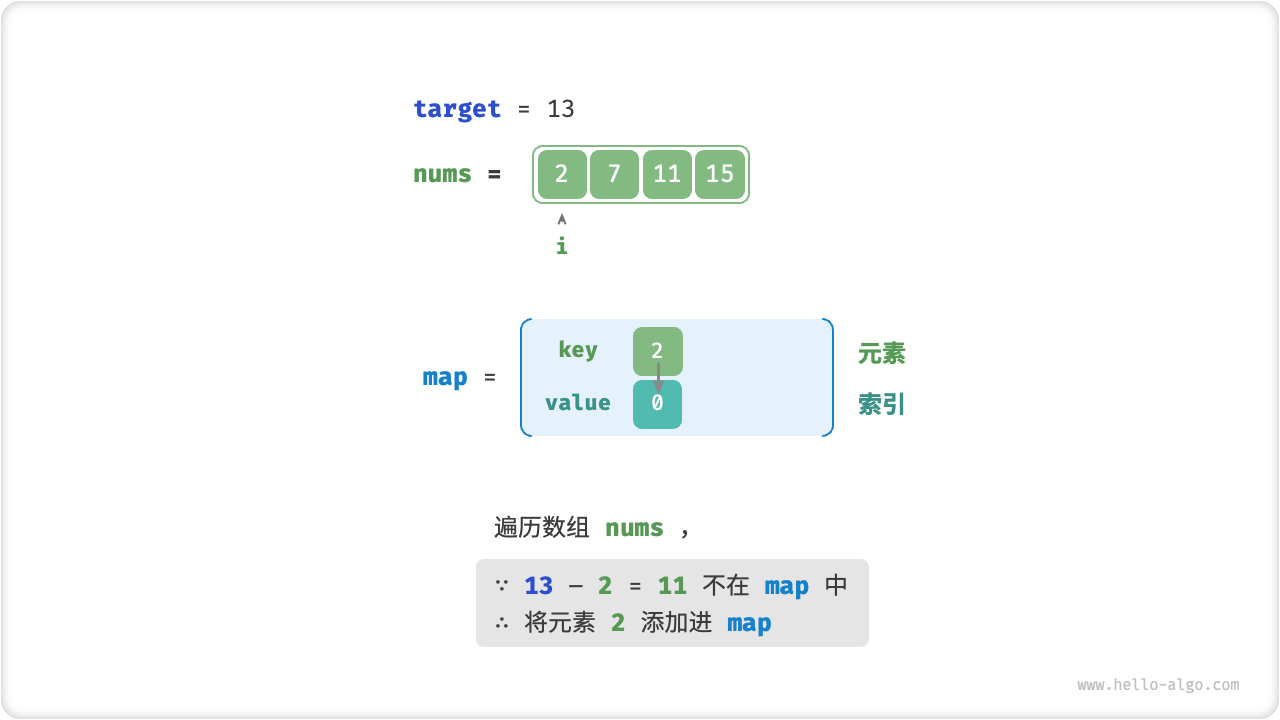 target = 13
nums = 2 7 11 15
i
key 2 元素
map =
value 0 索引
遍历数组 nums ，
∵ 13 − 2 = 11 不在 map 中
∴ 将元素 2 添加进 map
www.hello-algo.com